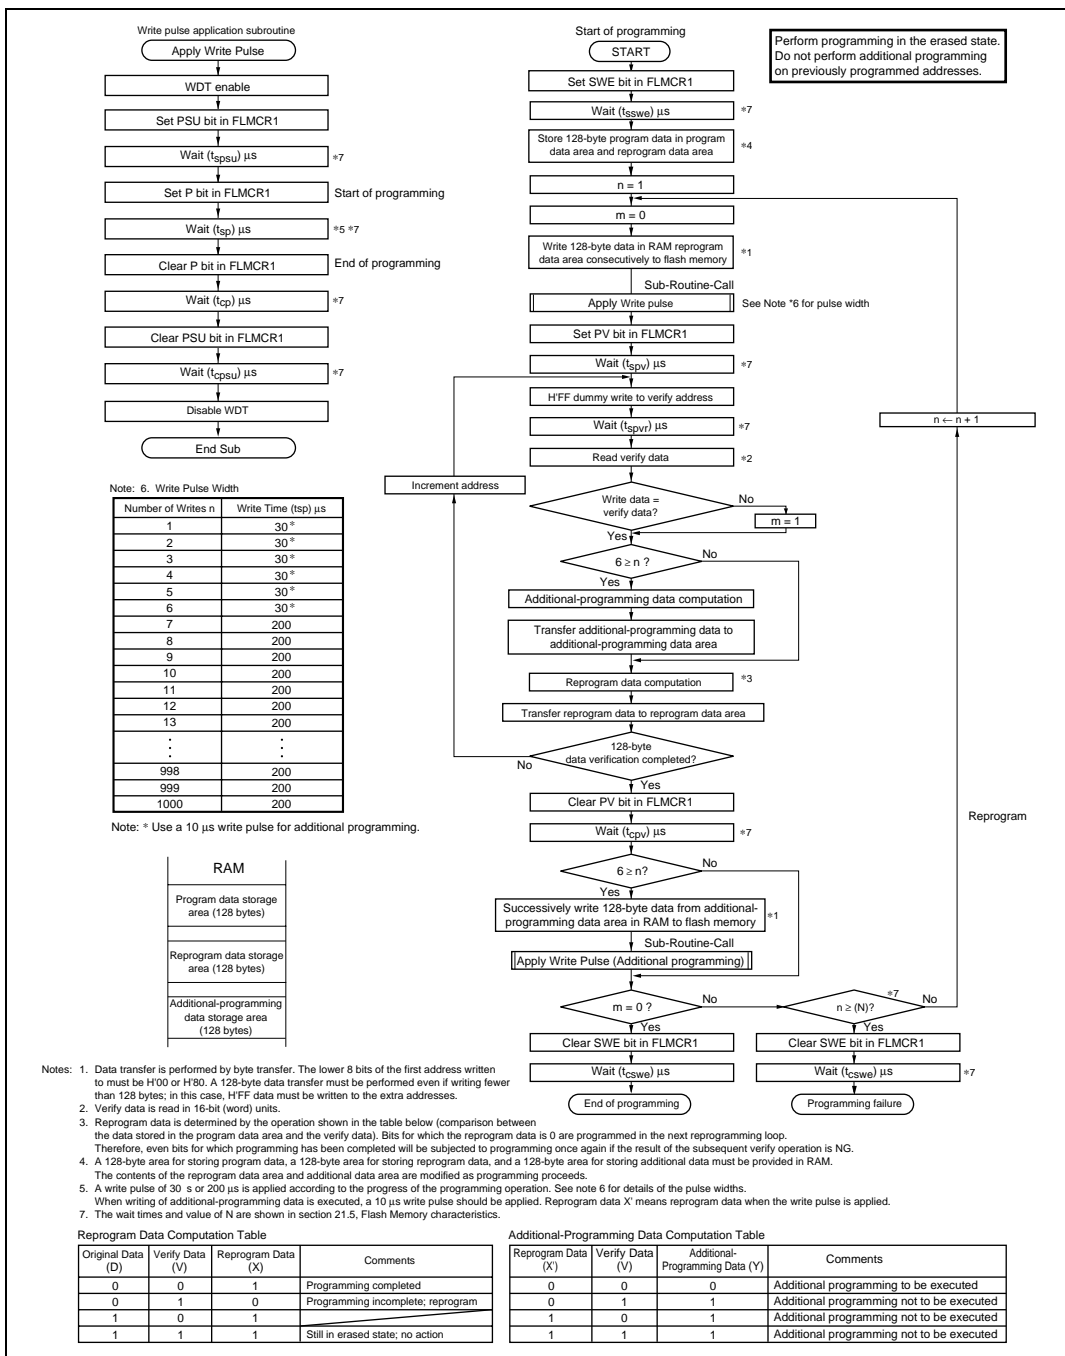 Write pulse application subroutine
Apply Write Pulse
WDT enable
Set PSU bit in FLMCR1
Wait (tspsu) μs
*7
Set P bit in FLMCR1
Start of programming
Wait (tsp) μs
*5 *7
Clear P bit in FLMCR1
End of programming
Wait (tcp) μs
*7
Clear PSU bit in FLMCR1
Wait (tcpsu) μs
*7
Disable WDT
End Sub
Start of programming
START
Perform programming in the erased state.
Do not perform additional programming
on previously programmed addresses.
Set SWE bit in FLMCR1
Wait (tsswe) μs
*7
Store 128-byte program data in program
data area and reprogram data area
*4
n = 1
m = 0
Write 128-byte data in RAM reprogram
data area consecutively to flash memory
*1
Sub-Routine-Call
Apply Write pulse
See Note *6 for pulse width
Set PV bit in FLMCR1
Wait (tspv) μs
*7
H'FF dummy write to verify address
Wait (tspvr) μs
*7
Read verify data
*2
Increment address
n ← n + 1
Write data =
verify data?
No
m = 1
Yes
6 ≥ n ?
No
Yes
Additional-programming data computation
Transfer additional-programming data to
additional-programming data area
Reprogram data computation
*3
Transfer reprogram data to reprogram data area
128-byte
data verification completed?
No
Yes
Clear PV bit in FLMCR1
Reprogram
Wait (tcpv) μs
*7
6 ≥ n?
No
Yes
Successively write 128-byte data from additional-
programming data area in RAM to flash memory
*1
Sub-Routine-Call
Apply Write Pulse (Additional programming)
m = 0 ?
No
*7
n ≥ (N)?
No
Yes
Yes
Clear SWE bit in FLMCR1
Clear SWE bit in FLMCR1
Wait (tcswe) μs
Wait (tcswe) μs
*7
End of programming
Programming failure
Note: 6. Write Pulse Width
Number of Writes n Write Time (tsp) μs
1 30*
2 30*
3 30*
4 30*
5 30*
6 30*
7 200
8 200
9 200
10 200
11 200
12 200
13 200
998 200
999 200
1000 200
Note: * Use a 10 μs write pulse for additional programming.
RAM
Program data storage
area (128 bytes)
Reprogram data storage
area (128 bytes)
Additional-programming
data storage area
(128 bytes)
Notes: 1. Data transfer is performed by byte transfer. The lower 8 bits of the first address written
to must be H'00 or H'80. A 128-byte data transfer must be performed even if writing fewer
than 128 bytes; in this case, H'FF data must be written to the extra addresses.
2. Verify data is read in 16-bit (word) units.
3. Reprogram data is determined by the operation shown in the table below (comparison between
the data stored in the program data area and the verify data). Bits for which the reprogram data is 0 are programmed in the next reprogramming loop.
Therefore, even bits for which programming has been completed will be subjected to programming once again if the result of the subsequent verify operation is NG.
4. A 128-byte area for storing program data, a 128-byte area for storing reprogram data, and a 128-byte area for storing additional data must be provided in RAM.
The contents of the reprogram data area and additional data area are modified as programming proceeds.
5. A write pulse of 30 s or 200 μs is applied according to the progress of the programming operation. See note 6 for details of the pulse widths.
When writing of additional-programming data is executed, a 10 μs write pulse should be applied. Reprogram data X' means reprogram data when the write pulse is applied.
7. The wait times and value of N are shown in section 21.5, Flash Memory characteristics.
Reprogram Data Computation Table
Original Data (D) Verify Data (V) Reprogram Data (X) Comments
0 0 1 Programming completed
0 1 0 Programming incomplete; reprogram
1 0 1
1 1 1 Still in erased state; no action
Additional-Programming Data Computation Table
Reprogram Data (X') Verify Data (V) Additional-Programming Data (Y) Comments
0 0 0 Additional programming to be executed
0 1 1 Additional programming not to be executed
1 0 1 Additional programming not to be executed
1 1 1 Additional programming not to be executed